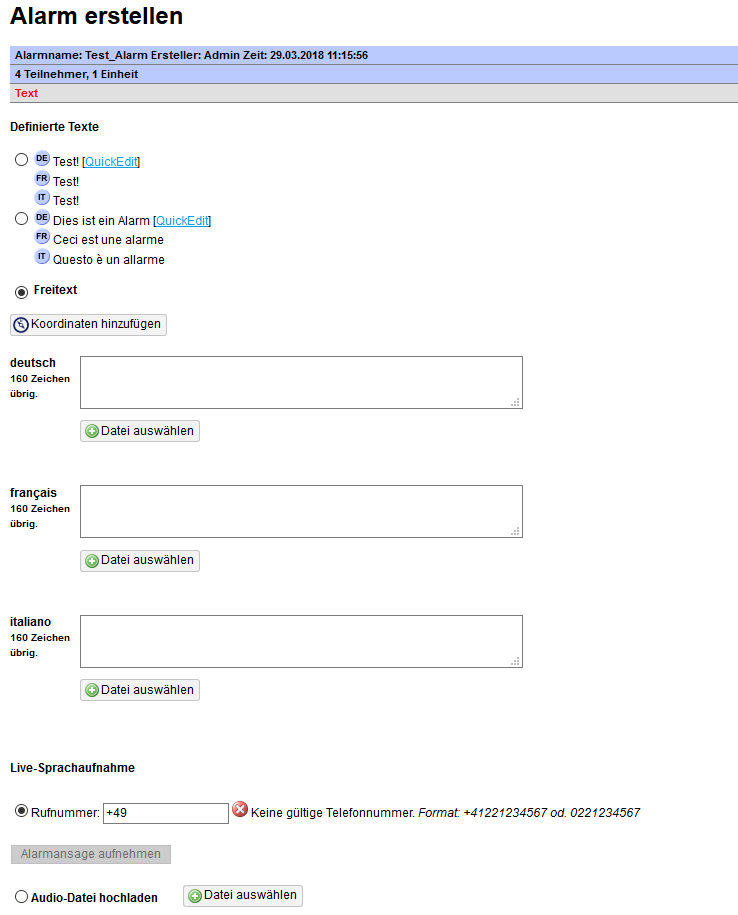 Alarm erstellen
Alarmname: Test_Alarm Ersteller: Admin Zeit: 29.03.2018 11:15:56
4 Teilnehmer, 1 Einheit
Text
Definierte Texte
DE Test! [QuickEdit]
FR Test!
IT Test!
DE Dies ist ein Alarm [QuickEdit]
FR Ceci est une alarme
IT Questo è un allarme
Freitext
Koordinaten hinzufügen
deutsch
160 Zeichen
übrig.
Datei auswählen
français
160 Zeichen
übrig.
Datei auswählen
italiano
160 Zeichen
übrig.
Datei auswählen
Live-Sprachaufnahme
Rufnummer: +49 Keine gültige Telefonnummer. Format: +41221234567 od. 0221234567
Alarmansage aufnehmen
Audio-Datei hochladen Datei auswählen